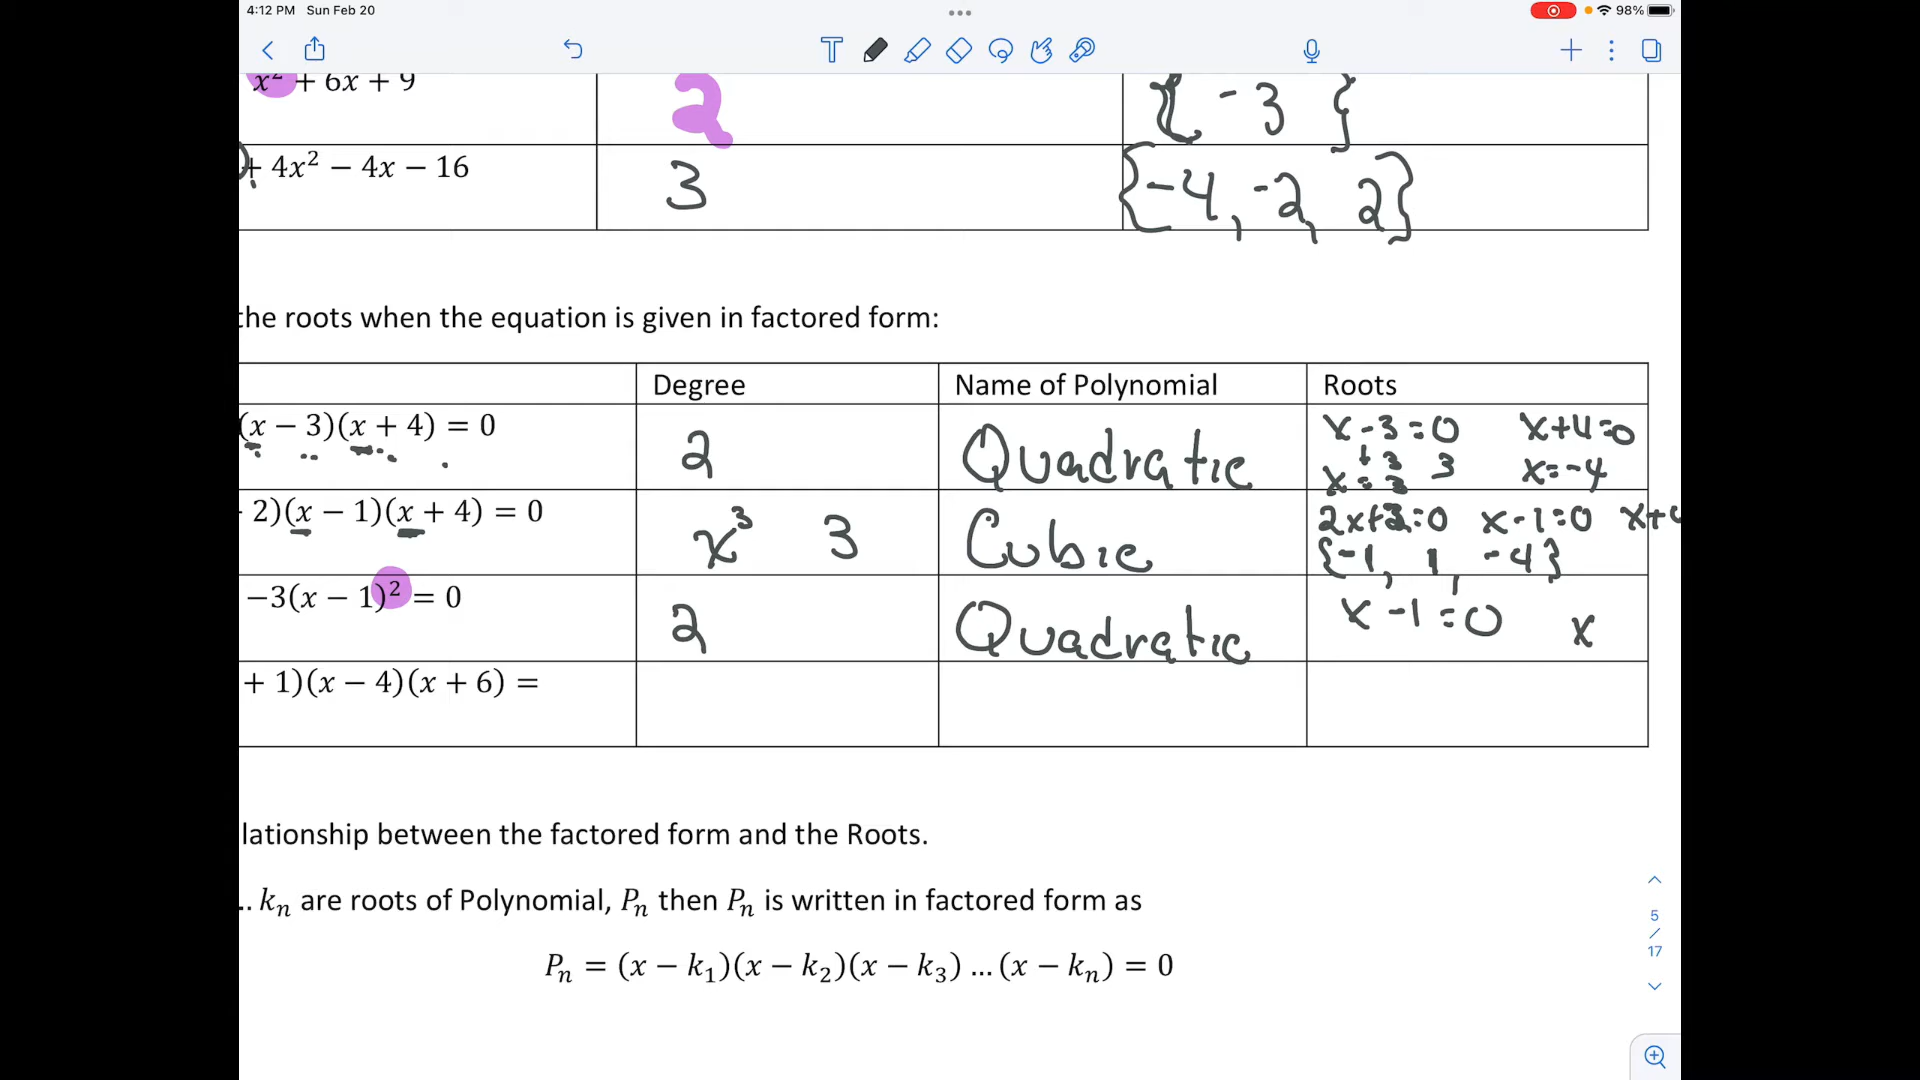 4:12 PM Sun Feb 20
98%
x² + 6x + 9
2
{ -3 }
+ 4x² − 4x − 16
3
{-4, -2, 2}
the roots when the equation is given in factored form:
Degree
Name of Polynomial
Roots
(x − 3)(x + 4) = 0
2
Quadratic
x-3=0 x+4=0
+3 3
x=3 x=-4
2)(x − 1)(x + 4) = 0
x³ 3
Cubic
2x+2=0 x-1=0 x+4
{-1, 1, -4}
−3(x − 1)² = 0
2
Quadratic
x-1=0 x
+ 1)(x − 4)(x + 6) =
lationship between the factored form and the Roots.
.. kₙ are roots of Polynomial, Pₙ then Pₙ is written in factored form as
Pₙ = (x − k₁)(x − k₂)(x − k₃) … (x − kₙ) = 0
5
/
17